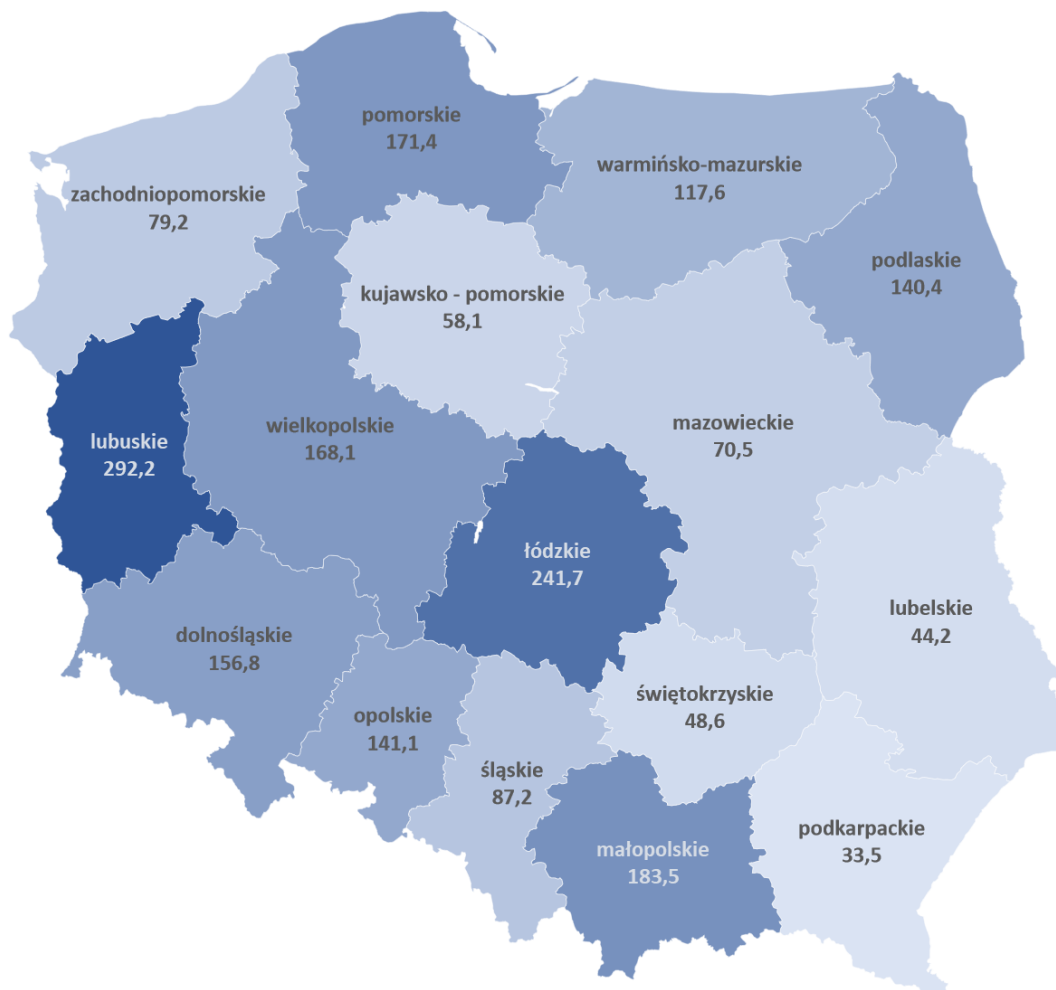 pomorskie
171,4
warmińsko-mazurskie
117,6
zachodniopomorskie
79,2
podlaskie
140,4
kujawsko - pomorskie
58,1
mazowieckie
70,5
wielkopolskie
168,1
lubuskie
292,2
łódzkie
241,7
lubelskie
44,2
dolnośląskie
156,8
świętokrzyskie
48,6
opolskie
141,1
śląskie
87,2
podkarpackie
33,5
małopolskie
183,5